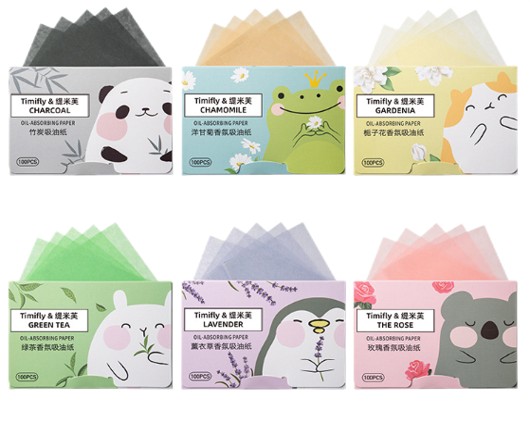 Timifly & 缇米芙
CHARCOAL
OIL-ABSORBING PAPER
竹炭吸油纸
100PCS
Timifly & 缇米芙
CHAMOMILE
OIL-ABSORBING PAPER
洋甘菊香氛吸油纸
100PCS
Timifly & 缇米芙
GARDENIA
OIL-ABSORBING PAPER
栀子花香氛吸油纸
100PCS
Timifly & 缇米芙
GREEN TEA
OIL-ABSORBING PAPER
绿茶香氛吸油纸
100PCS
Timifly & 缇米芙
LAVENDER
OIL-ABSORBING PAPER
薰衣草香氛吸油纸
100PCS
Timifly & 缇米芙
THE ROSE
OIL-ABSORBING PAPER
玫瑰香氛吸油纸
100PCS